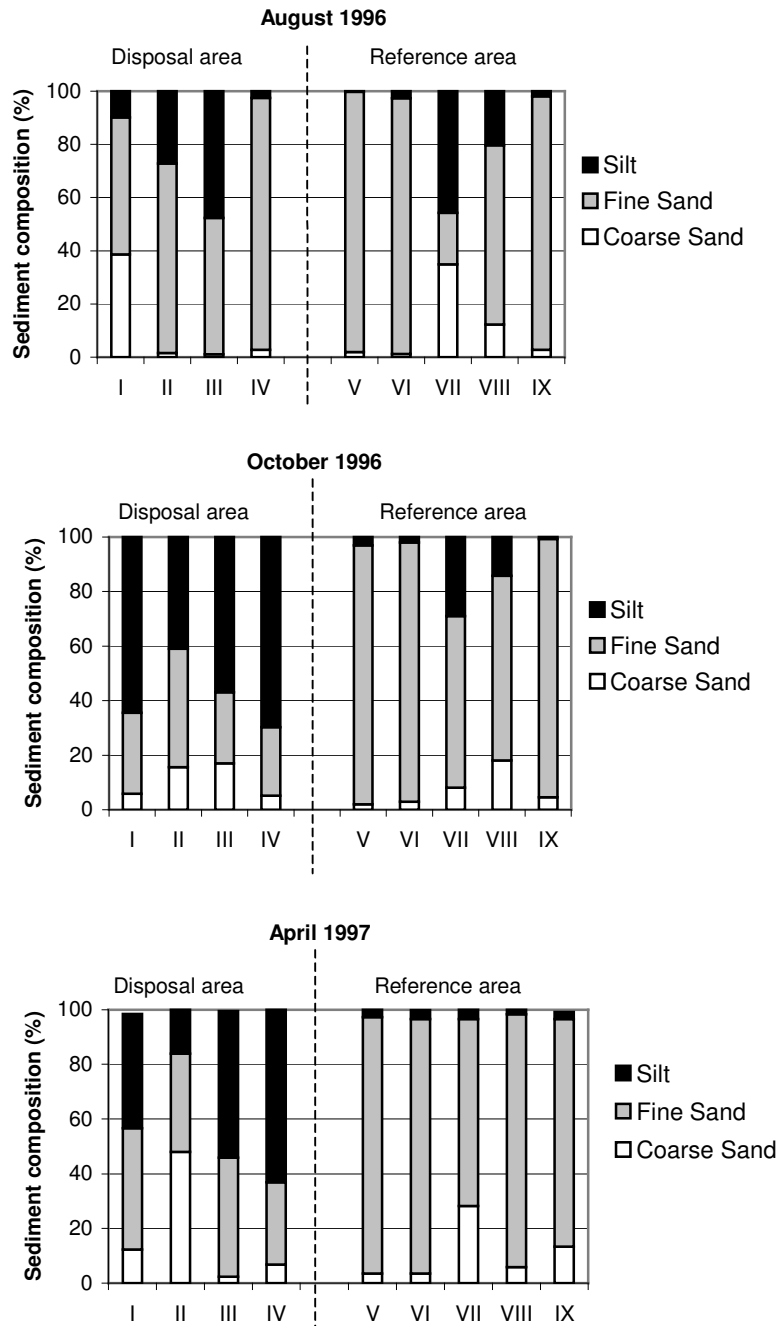 August 1996
Disposal area Reference area
Sediment composition (%)
100
80
60
40
20
0
I II III IV V VI VII VIII IX
Silt
Fine Sand
Coarse Sand
October 1996
Disposal area Reference area
Sediment composition (%)
100
80
60
40
20
0
I II III IV V VI VII VIII IX
Silt
Fine Sand
Coarse Sand
April 1997
Disposal area Reference area
Sediment composition (%)
100
80
60
40
20
0
I II III IV V VI VII VIII IX
Silt
Fine Sand
Coarse Sand